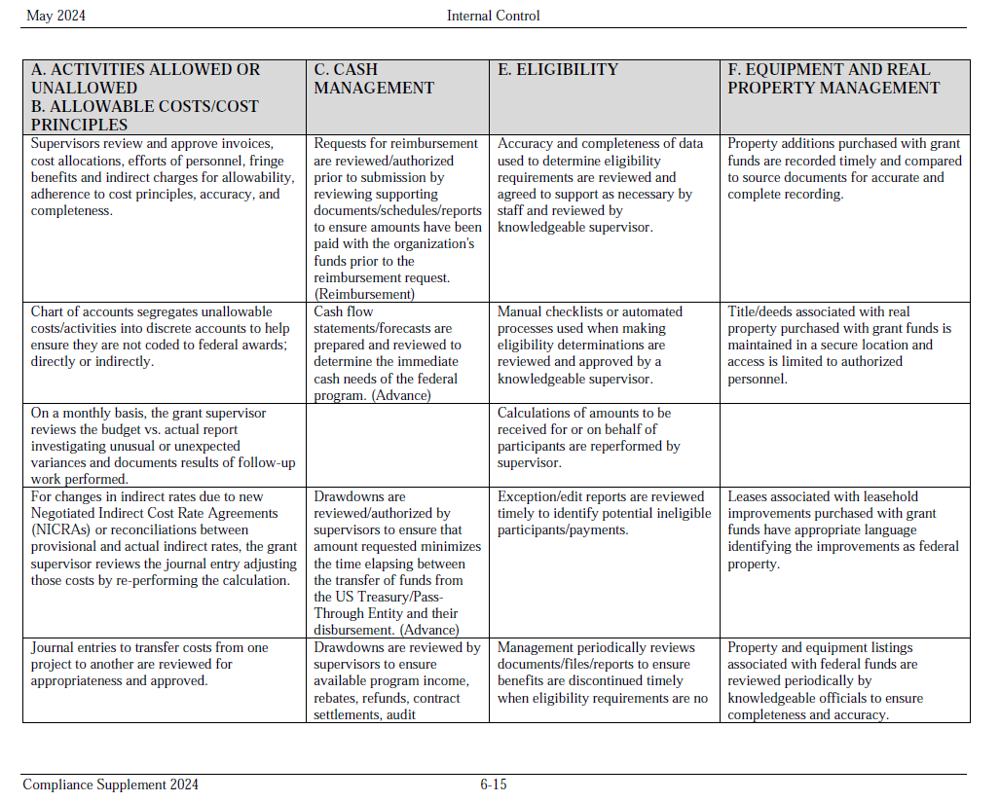 May 2024
Internal Control
A. ACTIVITIES ALLOWED OR
UNALLOWED
B. ALLOWABLE COSTS/COST
PRINCIPLES
C. CASH
MANAGEMENT
E. ELIGIBILITY
F. EQUIPMENT AND REAL
PROPERTY MANAGEMENT
Supervisors review and approve invoices,
cost allocations, efforts of personnel, fringe
benefits and indirect charges for allowability,
adherence to cost principles, accuracy, and
completeness.
Requests for reimbursement
are reviewed/authorized
prior to submission by
reviewing supporting
documents/schedules/reports
to ensure amounts have been
paid with the organization's
funds prior to the
reimbursement request.
(Reimbursement)
Accuracy and completeness of data
used to determine eligibility
requirements are reviewed and
agreed to support as necessary by
staff and reviewed by
knowledgeable supervisor.
Property additions purchased with grant
funds are recorded timely and compared
to source documents for accurate and
complete recording.
Chart of accounts segregates unallowable
costs/activities into discrete accounts to help
ensure they are not coded to federal awards;
directly or indirectly.
Cash flow
statements/forecasts are
prepared and reviewed to
determine the immediate
cash needs of the federal
program. (Advance)
Manual checklists or automated
processes used when making
eligibility determinations are
reviewed and approved by a
knowledgeable supervisor.
Title/deeds associated with real
property purchased with grant funds is
maintained in a secure location and
access is limited to authorized
personnel.
On a monthly basis, the grant supervisor
reviews the budget vs. actual report
investigating unusual or unexpected
variances and documents results of follow-up
work performed.
Calculations of amounts to be
received for or on behalf of
participants are reperformed by
supervisor.
For changes in indirect rates due to new
Negotiated Indirect Cost Rate Agreements
(NICRAs) or reconciliations between
provisional and actual indirect rates, the grant
supervisor reviews the journal entry adjusting
those costs by re-performing the calculation.
Drawdowns are
reviewed/authorized by
supervisors to ensure that
amount requested minimizes
the time elapsing between
the transfer of funds from
the US Treasury/Pass-
Through Entity and their
disbursement. (Advance)
Exception/edit reports are reviewed
timely to identify potential ineligible
participants/payments.
Leases associated with leasehold
improvements purchased with grant
funds have appropriate language
identifying the improvements as federal
property.
Journal entries to transfer costs from one
project to another are reviewed for
appropriateness and approved.
Drawdowns are reviewed by
supervisors to ensure
available program income,
rebates, refunds, contract
settlements, audit
Management periodically reviews
documents/files/reports to ensure
benefits are discontinued timely
when eligibility requirements are no
Property and equipment listings
associated with federal funds are
reviewed periodically by
knowledgeable officials to ensure
completeness and accuracy.
Compliance Supplement 2024
6-15